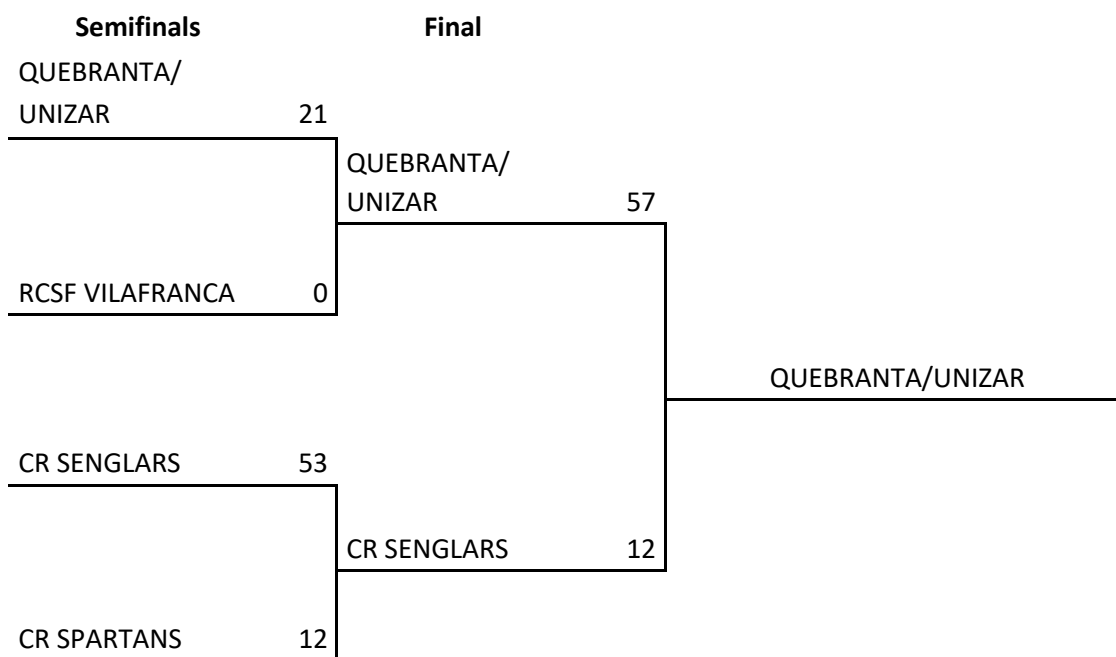 Semifinals Final
QUEBRANTA/
UNIZAR 21
QUEBRANTA/
UNIZAR 57
RCSF VILAFRANCA 0
QUEBRANTA/UNIZAR
CR SENGLARS 53
CR SENGLARS 12
CR SPARTANS 12